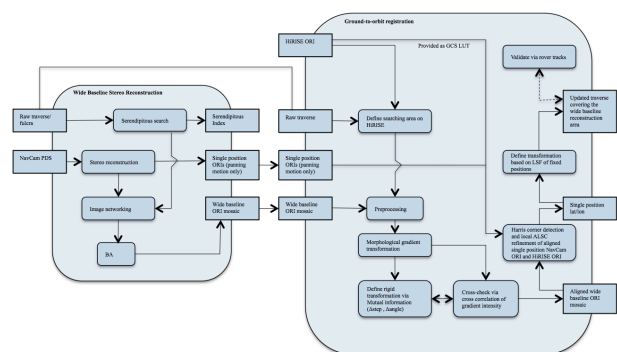 Ground-to-orbit registration
HiRISE ORI
Provided as GCS LUT
Validate via rover tracks
Wide Baseline Stereo Reconstruction
Updated traverse
covering the
wide baseline
reconstruction
area
Raw traverse/
fulcra
Serendipitous search
Serendipitous
Index
Raw traverse
Define searching area on
HiRISE
NavCam PDS
Stereo reconstruction
Single position
ORIs (panning
motion only)
Single position
ORIs (panning
motion only)
Define transformation
based on LSF of fixed
positions
Image networking
Wide baseline
ORI mosaic
Wide baseline
ORI mosaic
Preprocessing
Single position
lat/lon
BA
Morphological gradient
transformation
Harris corner detection
and local ALSC
refinement of aligned
single position NavCam
ORI and HiRISE ORI
Define rigid
transformation via
Mutual information
(Δstep , Δangle)
Cross-check via
cross correlation of
gradient intensity
Aligned wide
baseline ORI
mosaic